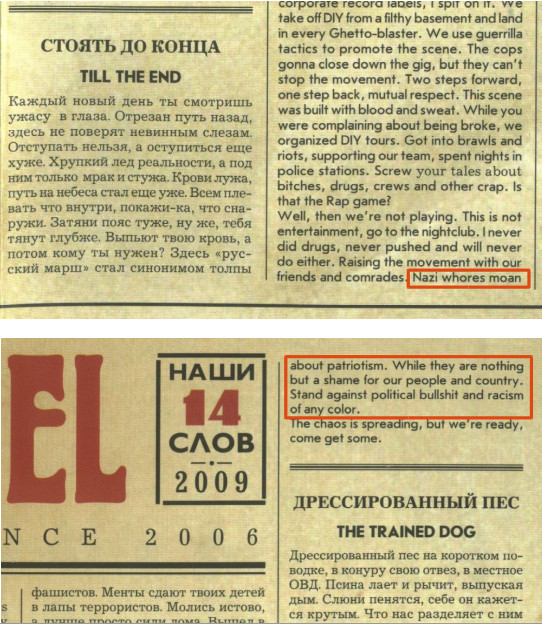 СТОЯТЬ ДО КОНЦА
TILL THE END
Каждый новый день ты смотришь
ужасу в глаза. Отрезан путь назад,
здесь не поверят невинным слезам.
Отступать нельзя, а оступиться еще
хуже. Хрупкий лед реальности, а под
ним только мрак и стужа. Крови лужа,
путь на небеса стал еще уже. Всем пле-
вать что внутри, покажи-ка, что сна-
ружи. Затяни пояс туже, ну же, тебя
тянут глубже. Выпьют твою кровь, а
потом кому ты нужен? Здесь «рус-
ский марш» стал синонимом толпы
corporate record labels, I spit on it. We
take off DIY from a filthy basement and land
in every Ghetto-blaster. We use guerrilla
tactics to promote the scene. The cops
gonna close down the gig, but they can't
stop the movement. Two steps forward,
one step back, mutual respect. This scene
was built with blood and sweat. While you
were complaining about being broke, we
organized DIY tours. Got into brawls and
riots, supporting our team, spent nights in
police stations. Screw your tales about
bitches, drugs, crews and other crap. Is
that the Rap game?
Well, then we're not playing. This is not
entertainment, go to the nightclub. I never
did drugs, never pushed and will never
do either. Raising the movement with our
friends and comrades. Nazi whores moan
EL
НАШИ
14
СЛОВ
2009
NCE 2006
фашистов. Менты сдают твоих детей
в лапы террористов. Молись истово,
а лучше просто сиди дома. Вышел в
about patriotism. While they are nothing
but a shame for our people and country.
Stand against political bullshit and racism
of any color.
The chaos is spreading, but we're ready,
come get some.
ДРЕССИРОВАННЫЙ ПЕС
THE TRAINED DOG
Дрессированный пес на коротком по-
водке, в конуру свою отвез, в местное
ОВД. Псина лает и рычит, выпуская
дым. Слюни пенятся, себе он кажет-
ся крутым. Что нас разделяет с ним